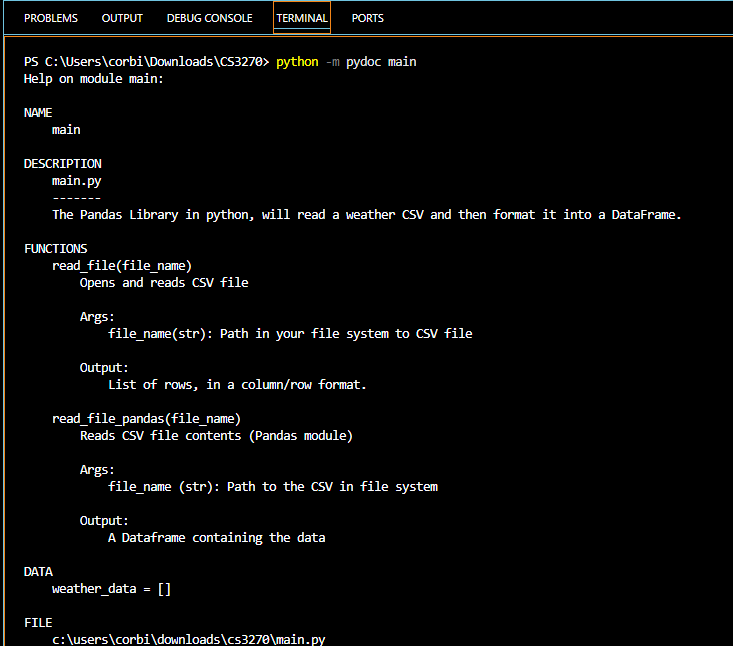 PROBLEMS OUTPUT DEBUG CONSOLE TERMINAL PORTS
PS C:\Users\corbi\Downloads\CS3270> python -m pydoc main
Help on module main:
NAME
main
DESCRIPTION
main.py
-------
The Pandas Library in python, will read a weather CSV and then format it into a DataFrame.
FUNCTIONS
read_file(file_name)
Opens and reads CSV file
Args:
file_name(str): Path in your file system to CSV file
Output:
List of rows, in a column/row format.
read_file_pandas(file_name)
Reads CSV file contents (Pandas module)
Args:
file_name (str): Path to the CSV in file system
Output:
A Dataframe containing the data
DATA
weather_data = []
FILE
c:\users\corbi\downloads\cs3270\main.py